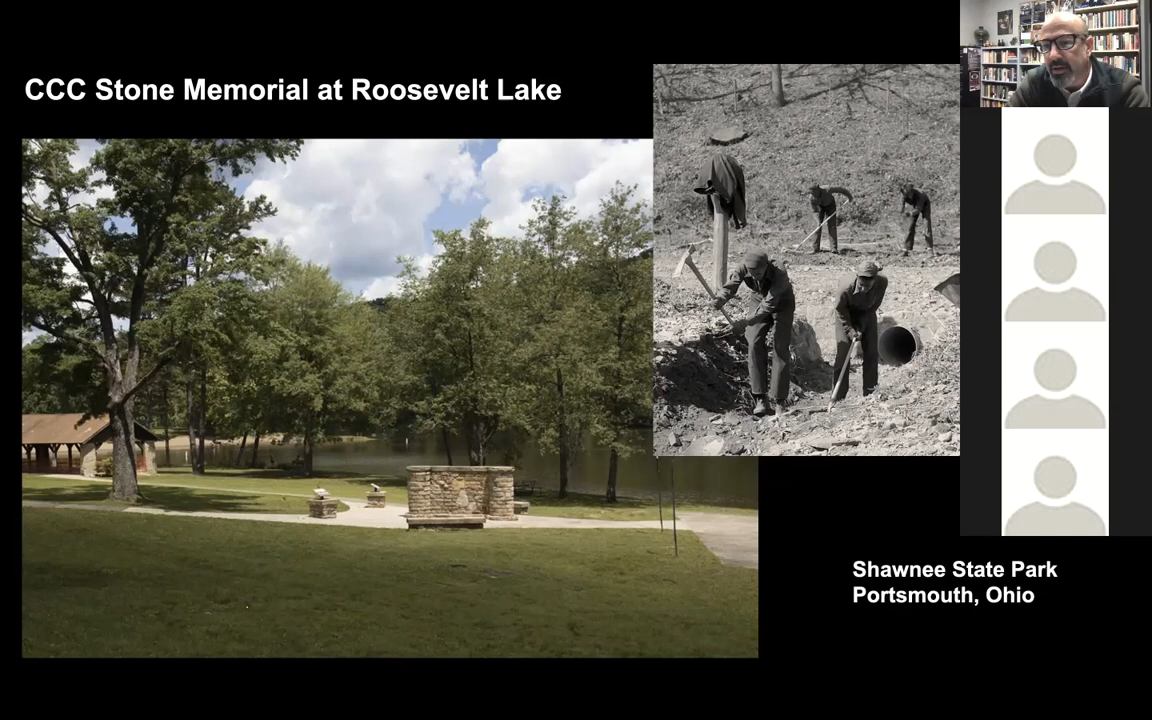 CCC Stone Memorial at Roosevelt Lake
Shawnee State Park
Portsmouth, Ohio